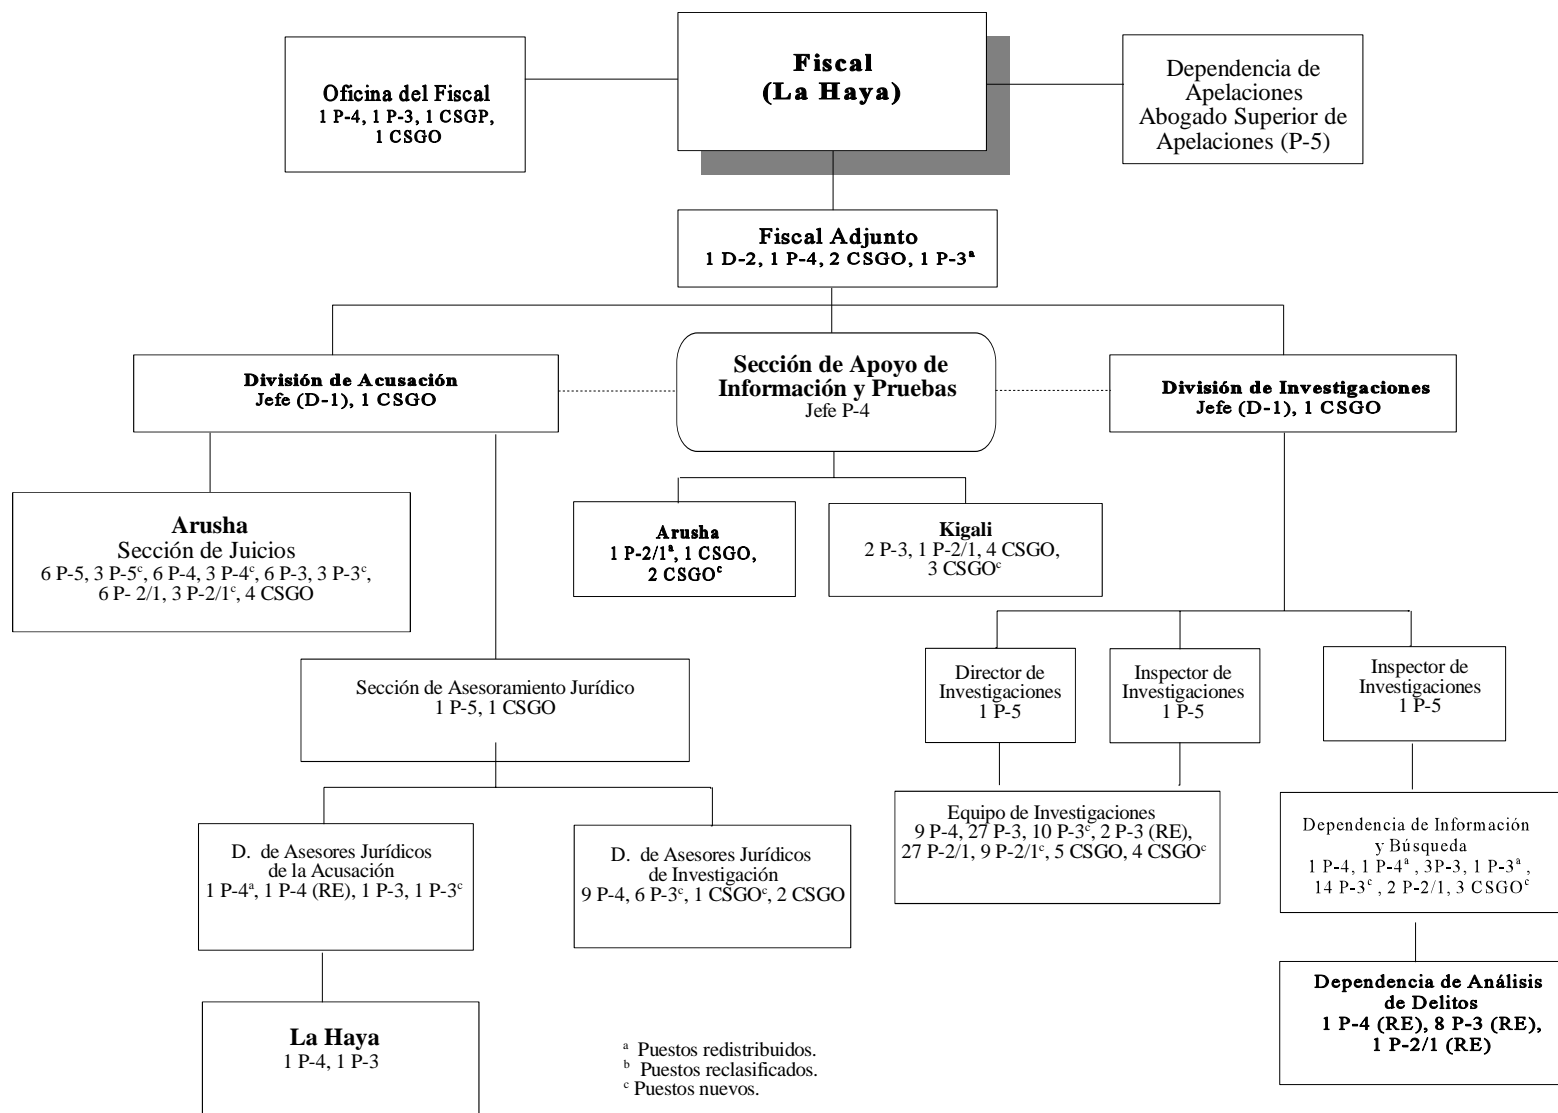 Fiscal
(La Haya)
Oficina del Fiscal
1 P-4, 1 P-3, 1 CSGP,
1 CSGO
Dependencia de
Apelaciones
Abogado Superior de
Apelaciones (P-5)
Fiscal Adjunto
1 D-2, 1 P-4, 2 CSGO, 1 P-3ᵃ
División de Acusación
Jefe (D-1), 1 CSGO
Sección de Apoyo de
Información y Pruebas
Jefe P-4
División de Investigaciones
Jefe (D-1), 1 CSGO
Arusha
Sección de Juicios
6 P-5, 3 P-5ᶜ, 6 P-4, 3 P-4ᶜ, 6 P-3, 3 P-3ᶜ,
6 P- 2/1, 3 P-2/1ᶜ, 4 CSGO
Arusha
1 P-2/1ᵃ, 1 CSGO,
2 CSGOᶜ
Kigali
2 P-3, 1 P-2/1, 4 CSGO,
3 CSGOᶜ
Sección de Asesoramiento Jurídico
1 P-5, 1 CSGO
Director de
Investigaciones
1 P-5
Inspector de
Investigaciones
1 P-5
Inspector de
Investigaciones
1 P-5
D. de Asesores Jurídicos
de la Acusación
1 P-4ᵃ, 1 P-4 (RE), 1 P-3, 1 P-3ᶜ
D. de Asesores Jurídicos
de Investigación
9 P-4, 6 P-3ᶜ, 1 CSGOᶜ, 2 CSGO
Equipo de Investigaciones
9 P-4, 27 P-3, 10 P-3ᶜ, 2 P-3 (RE),
27 P-2/1, 9 P-2/1ᶜ, 5 CSGO, 4 CSGOᶜ
Dependencia de Información
y Búsqueda
1 P-4, 1 P-4ᵃ , 3P-3, 1 P-3ᵃ ,
14 P-3ᶜ , 2 P-2/1, 3 CSGOᶜ
La Haya
1 P-4, 1 P-3
Dependencia de Análisis
de Delitos
1 P-4 (RE), 8 P-3 (RE),
1 P-2/1 (RE)
ᵃ Puestos redistribuidos.
ᵇ Puestos reclasificados.
ᶜ Puestos nuevos.